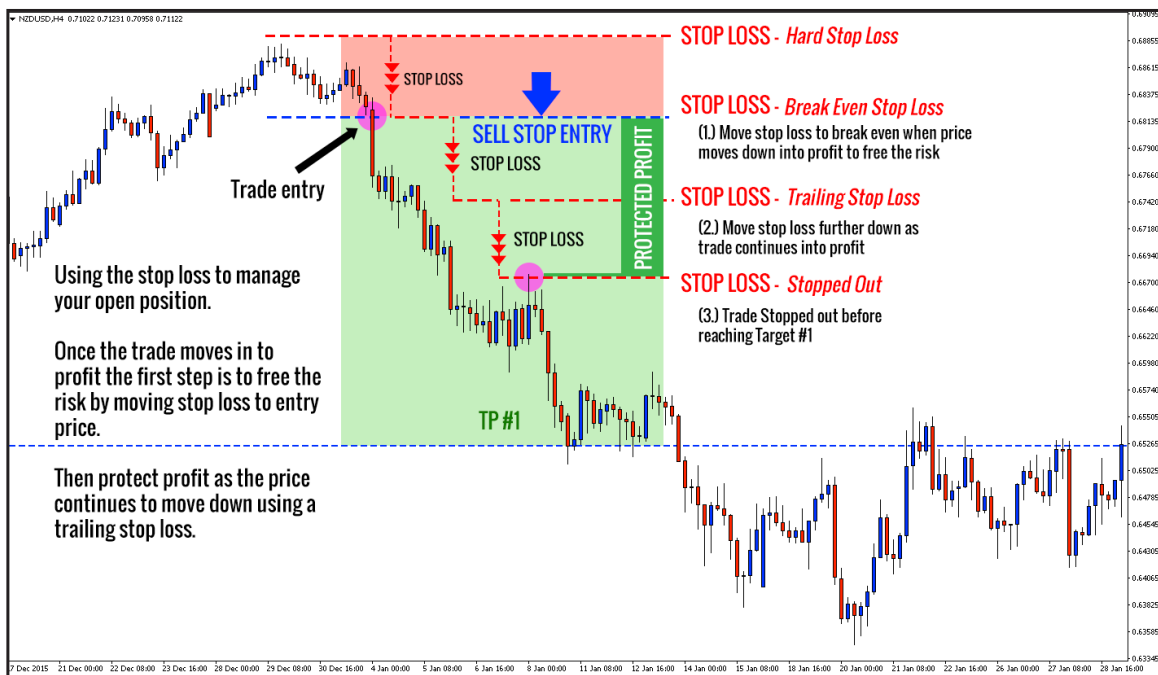 NZDUSD,H4 0.71022 0.71231 0.70958 0.71122
STOP LOSS - Hard Stop Loss
STOP LOSS
STOP LOSS - Break Even Stop Loss
(1.) Move stop loss to break even when price
moves down into profit to free the risk
SELL STOP ENTRY
STOP LOSS
Trade entry
PROTECTED PROFIT
STOP LOSS - Trailing Stop Loss
(2.) Move stop loss further down as
trade continues into profit
STOP LOSS
STOP LOSS - Stopped Out
(3.) Trade Stopped out before
reaching Target #1
Using the stop loss to manage
your open position.
Once the trade moves in to
profit the first step is to free the
risk by moving stop loss to entry
price.
Then protect profit as the price
continues to move down using a
trailing stop loss.
TP #1
0.69095
0.68855
0.68615
0.68375
0.68135
0.67900
0.67660
0.67420
0.67180
0.66940
0.66700
0.66460
0.66220
0.65980
0.65740
0.65505
0.65265
0.65025
0.64785
0.64545
0.64305
0.64065
0.63825
0.63585
0.63345
7 Dec 2015 21 Dec 00:00 22 Dec 08:00 23 Dec 16:00 28 Dec 00:00 29 Dec 08:00 30 Dec 16:00 4 Jan 00:00 5 Jan 08:00 6 Jan 16:00 8 Jan 00:00 11 Jan 08:00 12 Jan 16:00 14 Jan 00:00 15 Jan 08:00 18 Jan 16:00 20 Jan 00:00 21 Jan 08:00 22 Jan 16:00 26 Jan 00:00 27 Jan 08:00 28 Jan 16:00